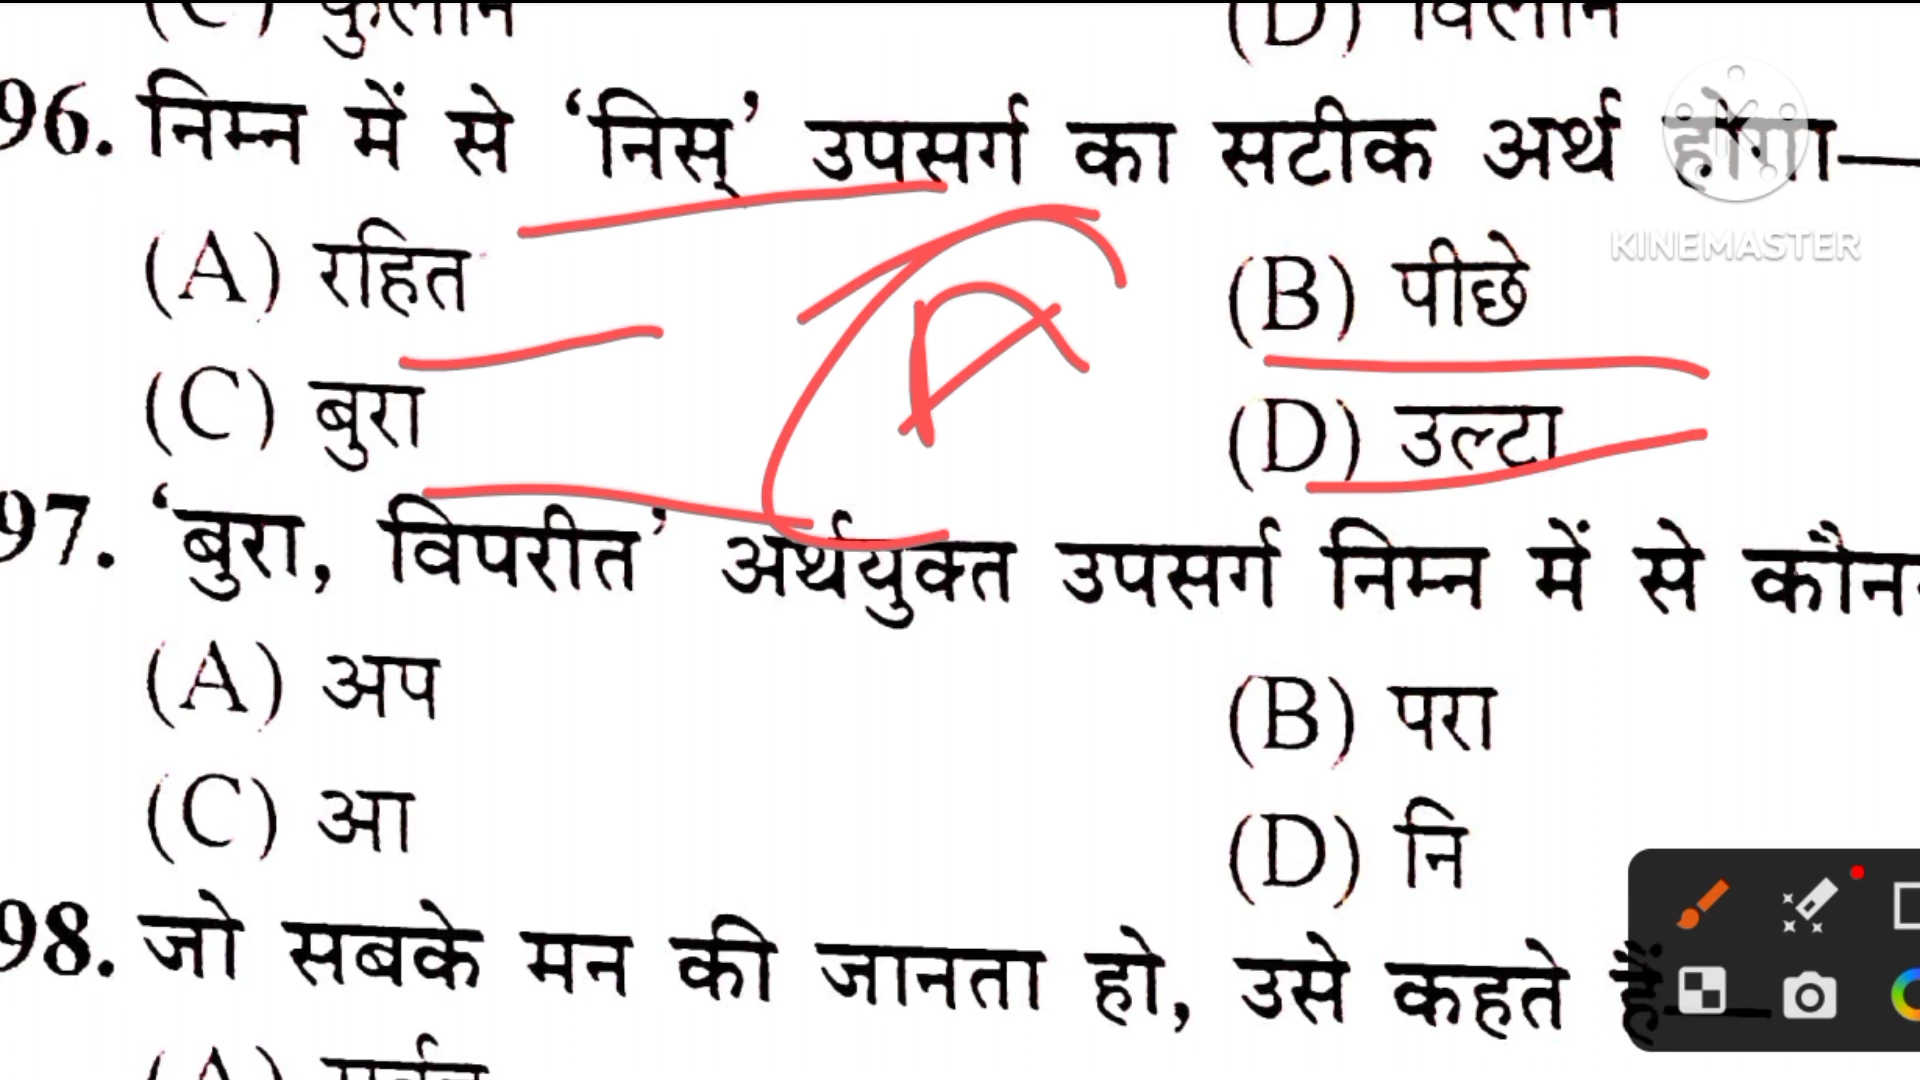 96. निम्न में से ‘निस्’ उपसर्ग का सटीक अर्थ होगा—
KINEMASTER
(A) रहित (B) पीछे
(C) बुरा (D) उल्टा
97. ‘बुरा, विपरीत’ अर्थयुक्त उपसर्ग निम्न में से कौन
(A) अप (B) परा
(C) आ (D) नि
98. जो सबके मन की जानता हो, उसे कहते हैं—